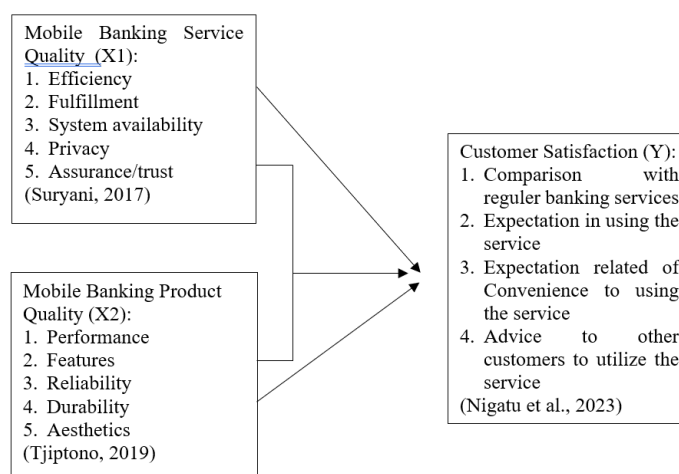 Mobile Banking Service
Quality (X1):
1. Efficiency
2. Fulfillment
3. System availability
4. Privacy
5. Assurance/trust
(Suryani, 2017)
Mobile Banking Product
Quality (X2):
1. Performance
2. Features
3. Reliability
4. Durability
5. Aesthetics
(Tjiptono, 2019)
Customer Satisfaction (Y):
1. Comparison with
reguler banking services
2. Expectation in using the
service
3. Expectation related of
Convenience to using
the service
4. Advice to other
customers to utilize the
service
(Nigatu et al., 2023)